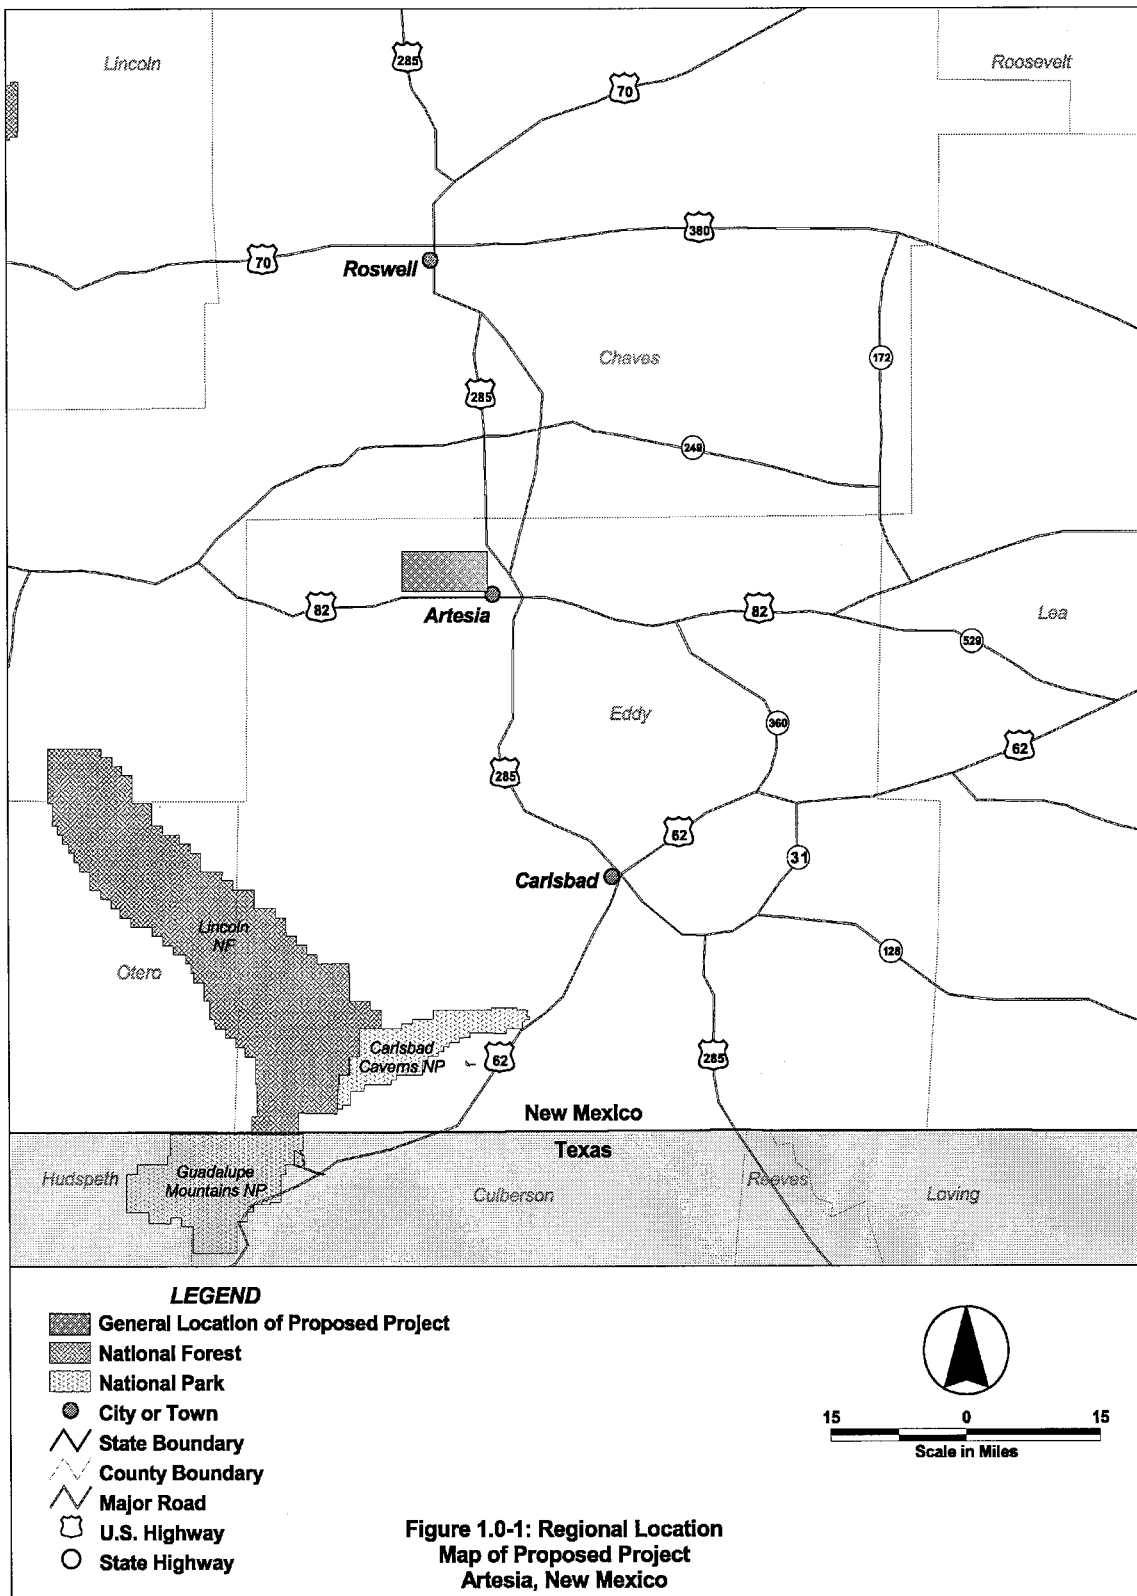 Lincoln
Roosevelt
285
70
70
380
Roswell
Chaves
172
285
249
82
Artesia
82
Lea
529
Eddy
360
62
285
62
31
Carlsbad
Lincoln
NF
128
Otero
Carlsbad
Caverns NP
62
285
New Mexico
Texas
Hudspeth
Guadalupe
Mountains NP
Culberson
Reeves
Loving
LEGEND
General Location of Proposed Project
National Forest
National Park
City or Town
State Boundary
County Boundary
Major Road
U.S. Highway
State Highway
15 0 15
Scale in Miles
Figure 1.0-1: Regional Location
Map of Proposed Project
Artesia, New Mexico